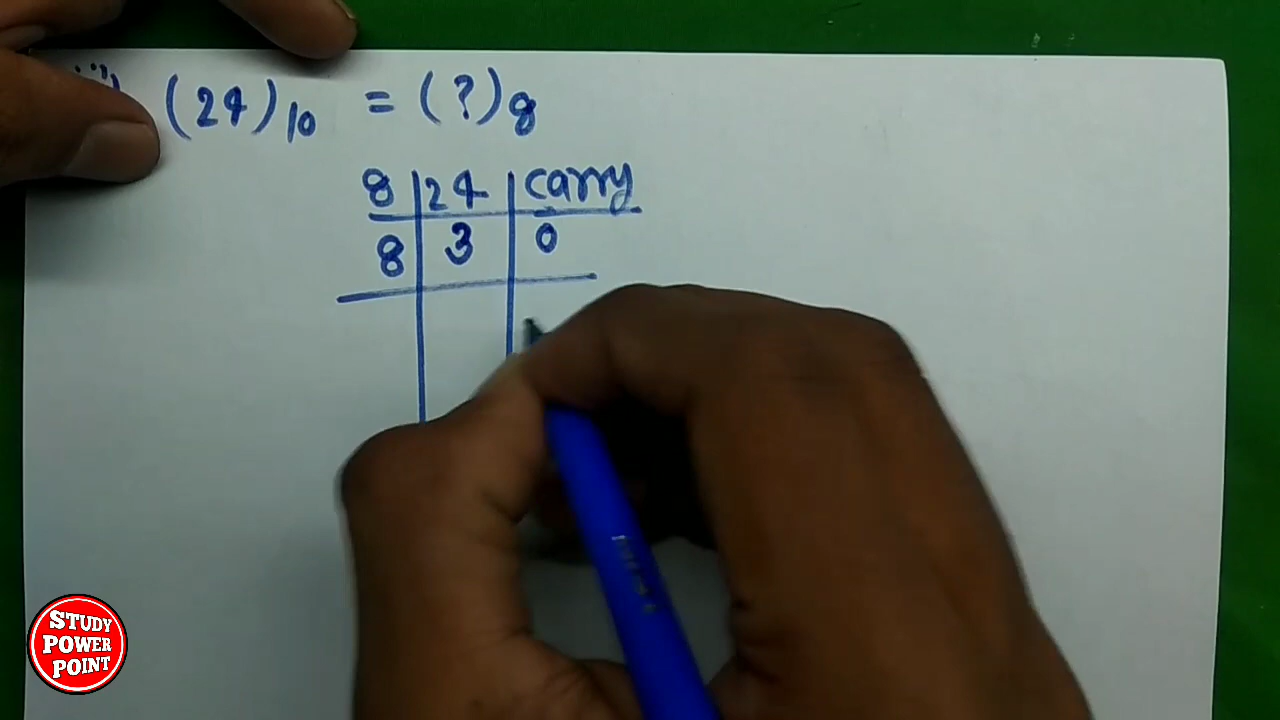 (24)10 = (?)8
8 24 carry
8 3 0
STUDY
POWER
POINT